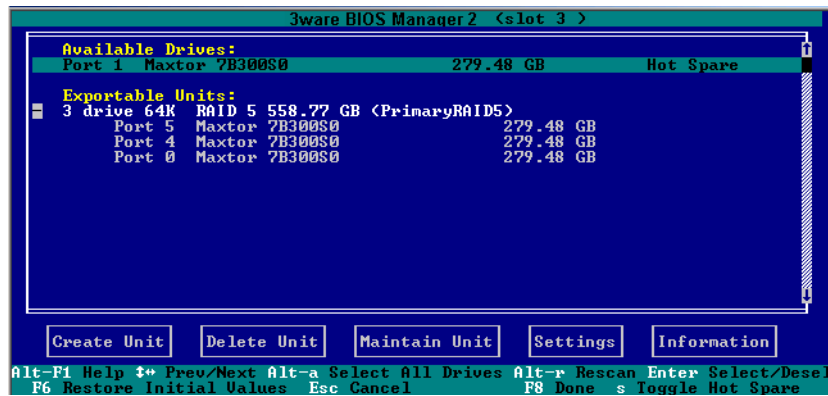 3ware BIOS Manager 2 (slot 3 )
Available Drives:
Port 1 Maxtor 7B300S0 279.48 GB Hot Spare
Exportable Units:
3 drive 64K RAID 5 558.77 GB (PrimaryRAID5)
Port 5 Maxtor 7B300S0 279.48 GB
Port 4 Maxtor 7B300S0 279.48 GB
Port 0 Maxtor 7B300S0 279.48 GB
Create Unit Delete Unit Maintain Unit Settings Information
Alt-F1 Help ↕↔ Prev/Next Alt-a Select All Drives Alt-r Rescan Enter Select/Desel
F6 Restore Initial Values Esc Cancel F8 Done s Toggle Hot Spare